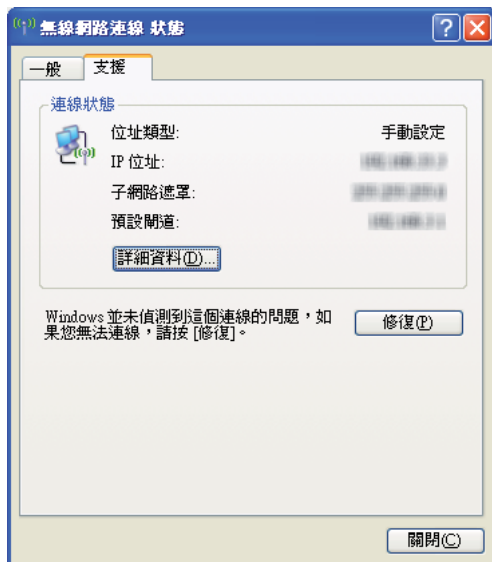 無線網路連線 狀態
一般 支援
連線狀態
位址類型: 手動設定
IP 位址:
子網路遮罩:
預設閘道:
詳細資料(D)...
Windows 並未偵測到這個連線的問題，如
果您無法連線，請按 [修復]。
修復(P)
關閉(C)